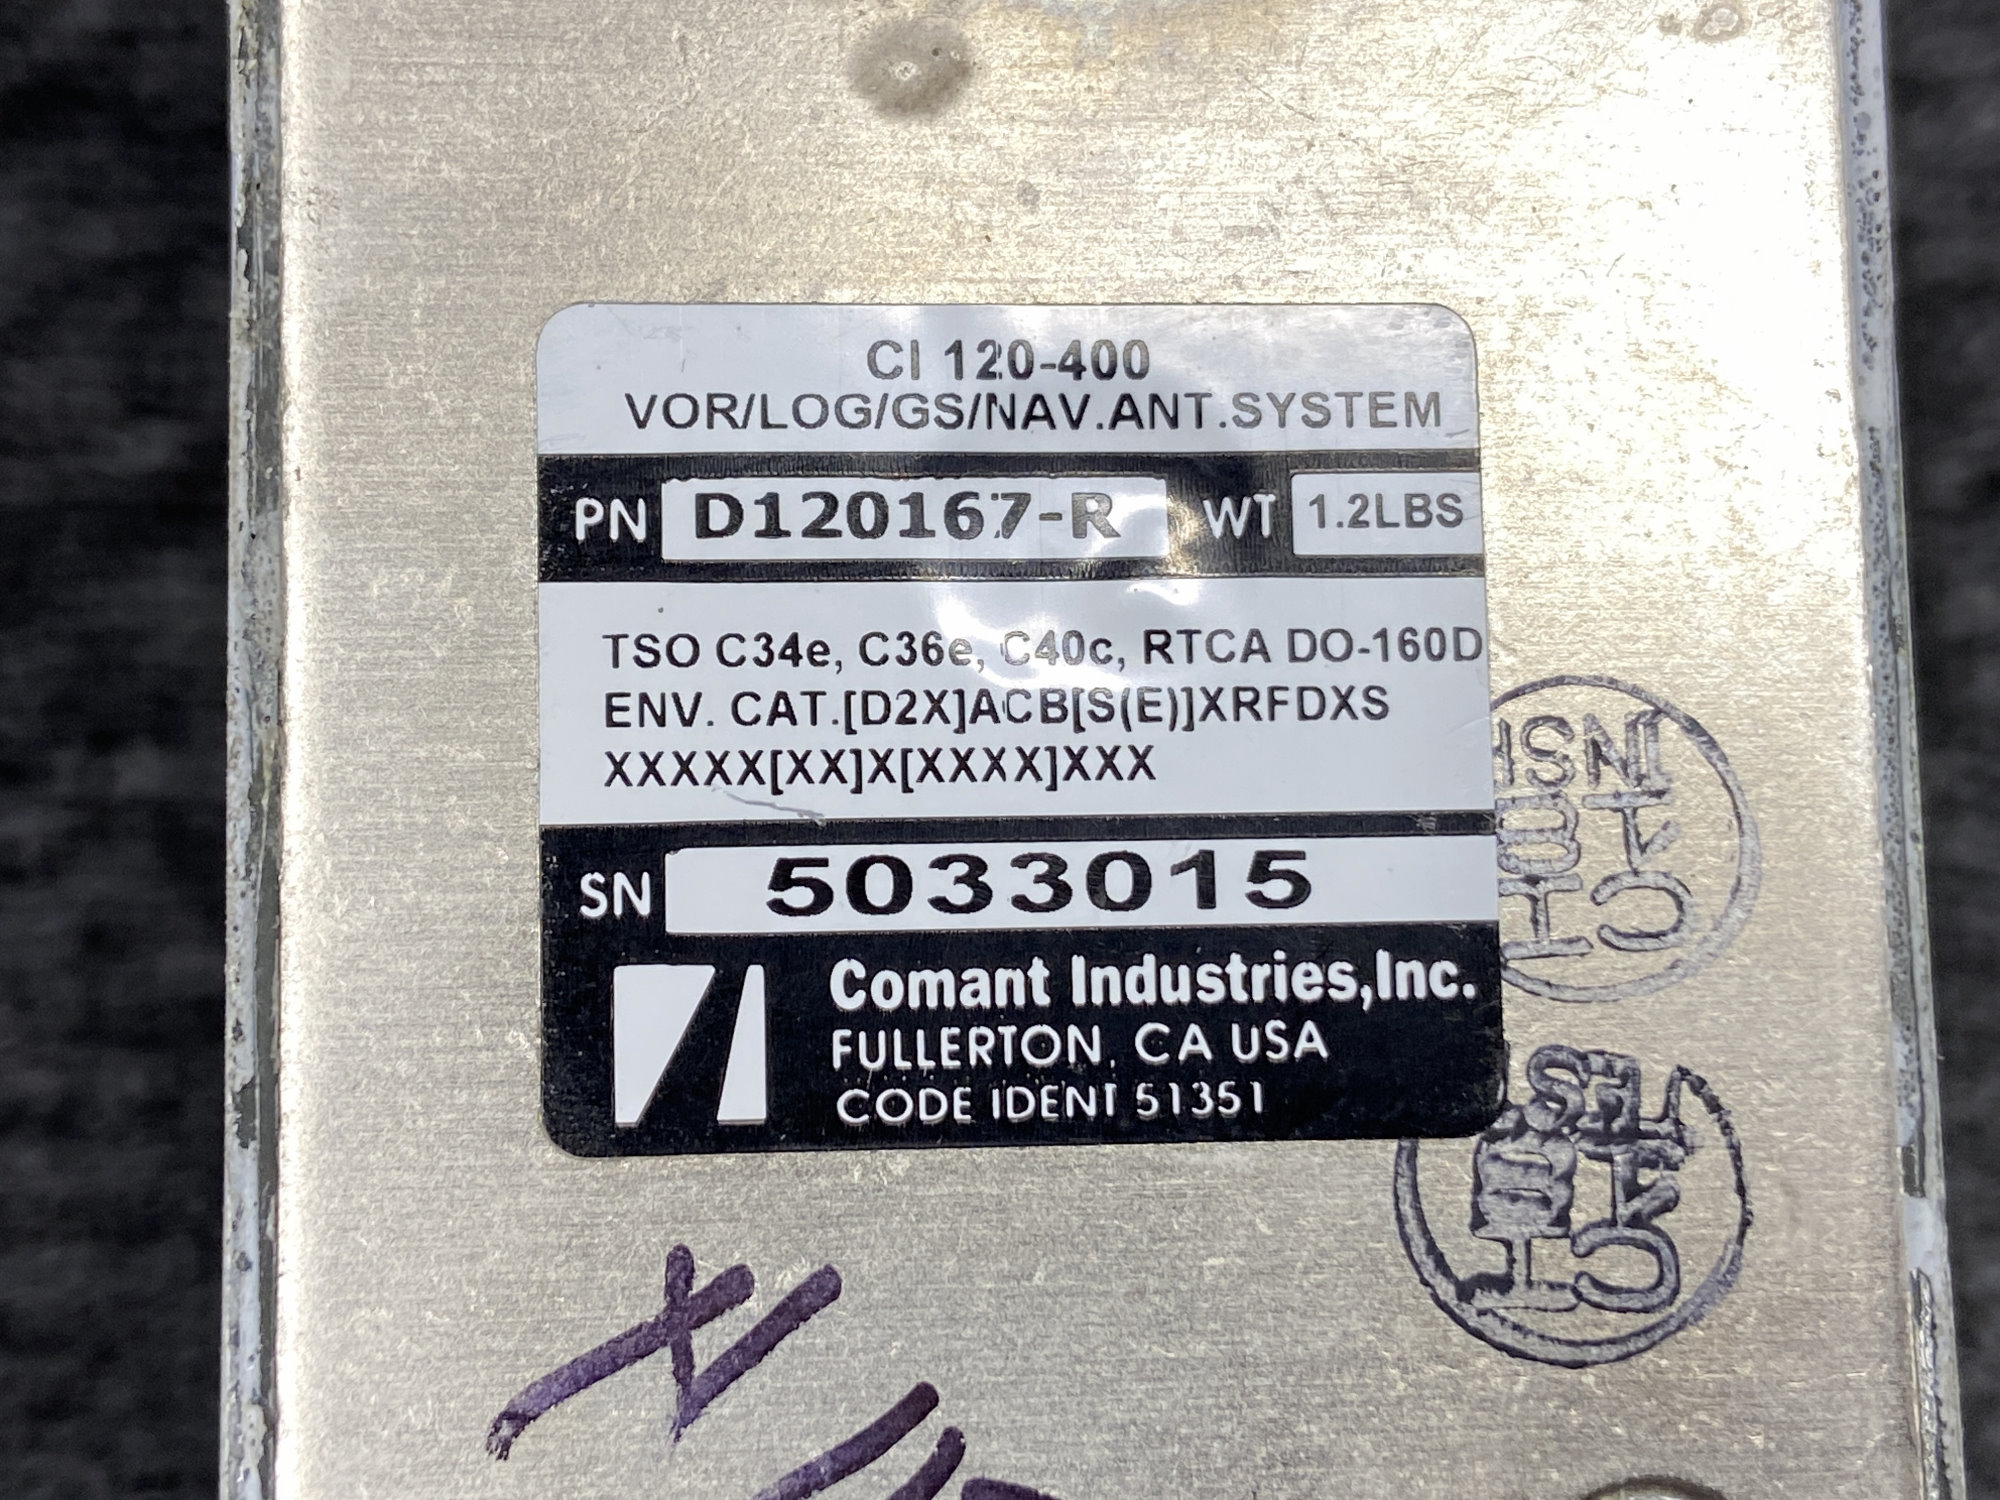 CI 120-400
VOR/LOG/GS/NAV.ANT.SYSTEM
PN D120167-R WT 1.2LBS
TSO C34e, C36e, C40c, RTCA DO-160D
ENV. CAT.[D2X]ACB[S(E)]XRFDXS
XXXXX[XX]X[XXXX]XXX
SN 5033015
Comant Industries,Inc.
FULLERTON, CA USA
CODE IDENT 51351